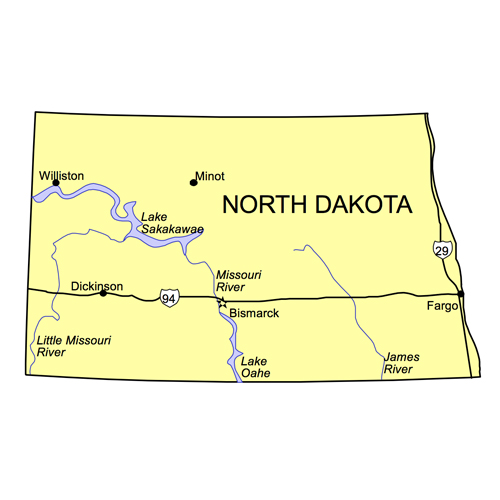 Williston
Minot
NORTH DAKOTA
Lake
Sakakawae
29
Missouri
River
Dickinson
94
Bismarck
Fargo
Little Missouri
River
Lake
Oahe
James
River